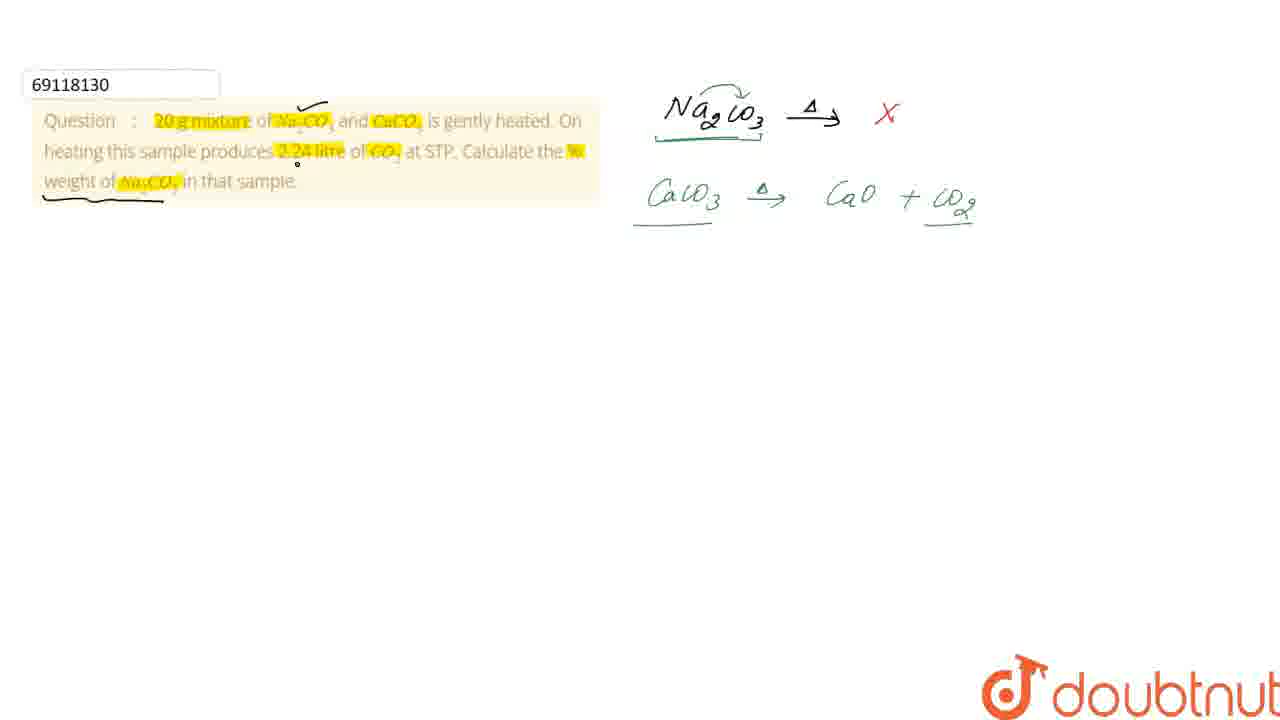 69118130
Question : 20 g mixture of Na₂CO₃ and CaCO₃ is gently heated. On
heating this sample produces 2.24 litre of CO₂ at STP. Calculate the %
weight of Na₂CO₃ in that sample.
Na₂CO₃ —Δ→ X
CaCO₃ —Δ→ CaO + CO₂
doubtnut